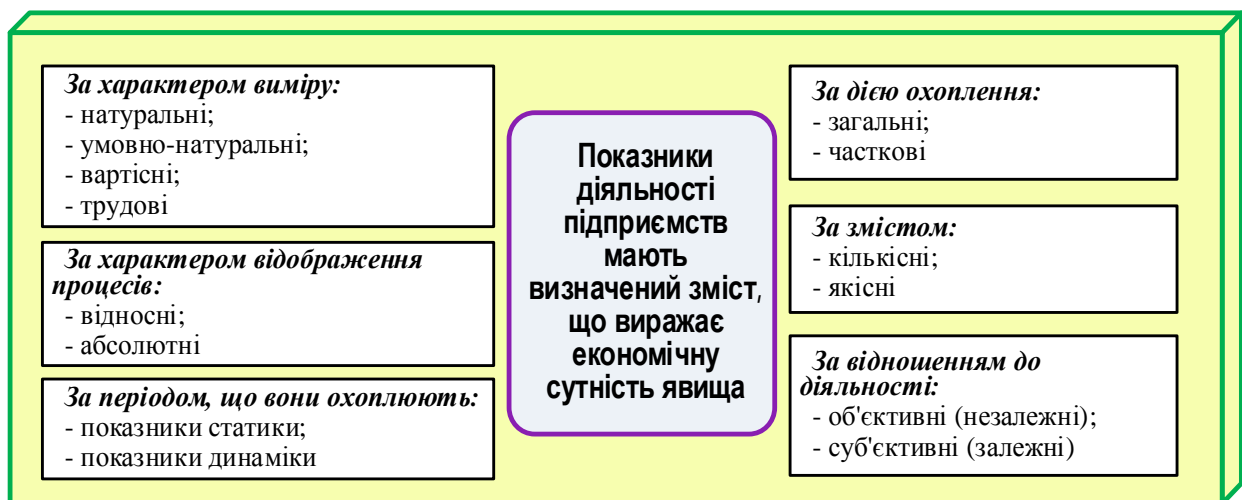 За характером виміру:
- натуральні;
- умовно-натуральні;
- вартісні;
- трудові
За характером відображення
процесів:
- відносні;
- абсолютні
За періодом, що вони охоплюють:
- показники статики;
- показники динаміки
Показники
діяльності
підприємств
мають
визначений зміст,
що виражає
економічну
сутність явища
За дією охоплення:
- загальні;
- часткові
За змістом:
- кількісні;
- якісні
За відношенням до
діяльності:
- об'єктивні (незалежні);
- суб'єктивні (залежні)